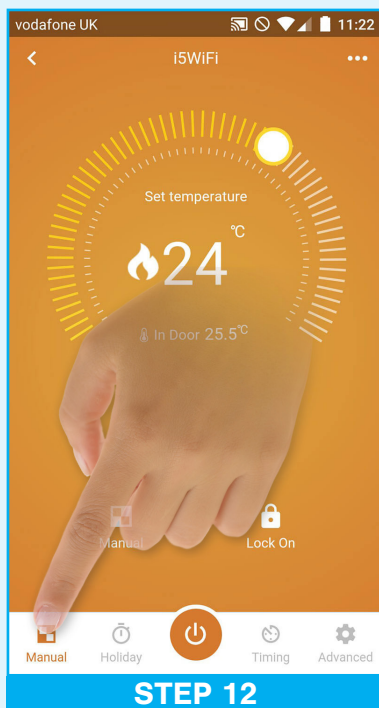 vodafone UK 11:22
i5WiFi
Set temperature
24 °C
In Door 25.5°C
Manual Lock On
Manual Holiday Timing Advanced
STEP 12